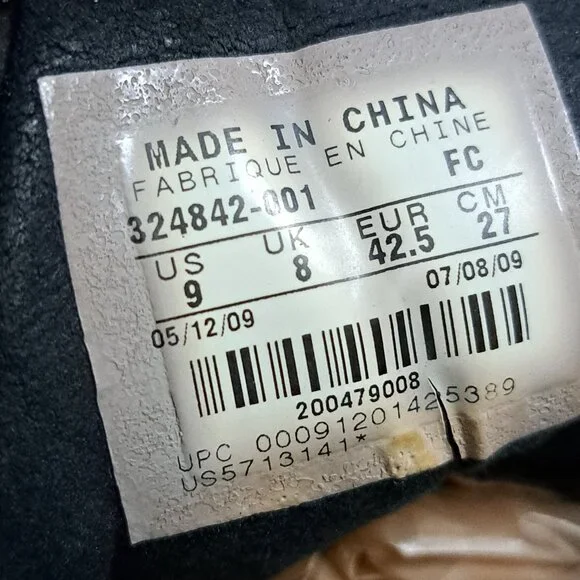 MADE IN CHINA
FABRIQUE EN CHINE
324842-001 FC
US UK EUR CM
9 8 42.5 27
05/12/09 07/08/09
200479008
UPC 00091201425389
US5713141*